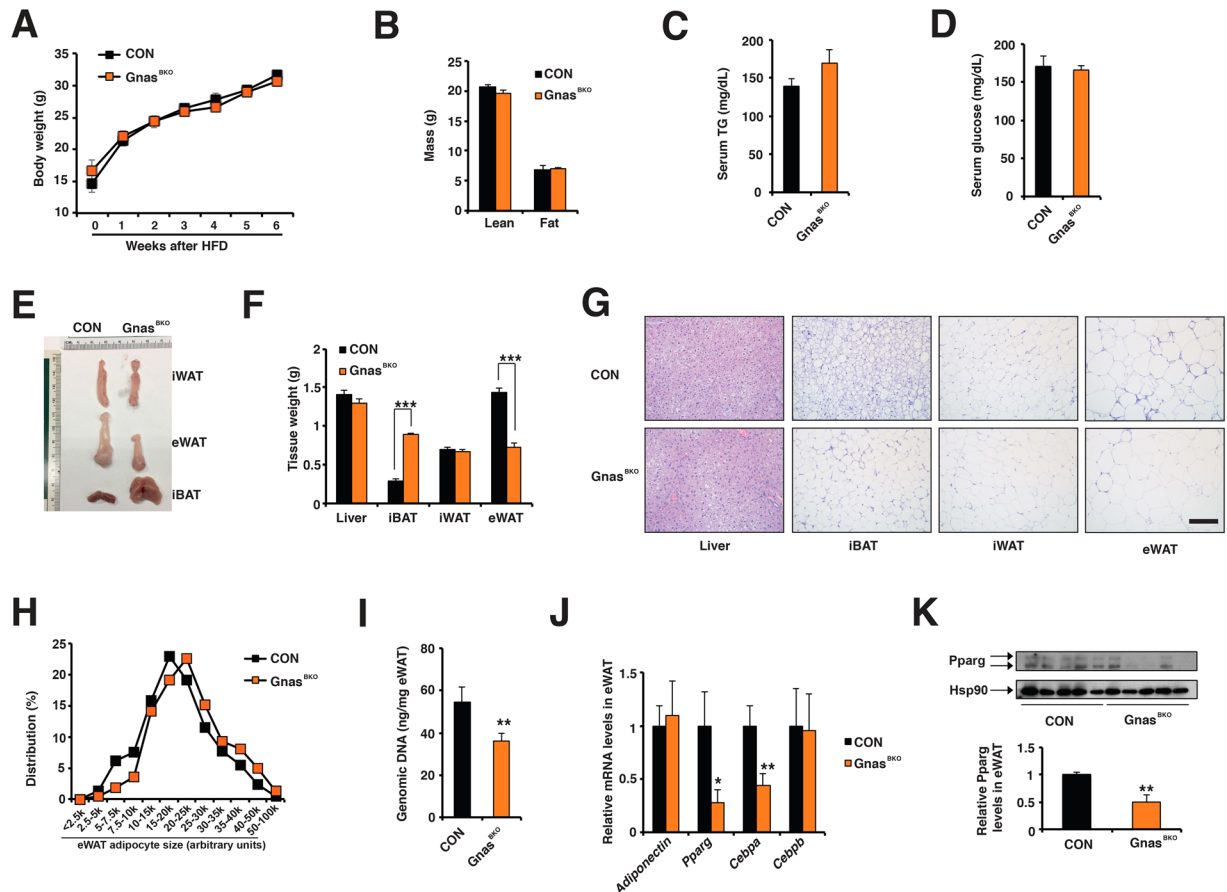 A
35
30
25
20
15
10
Body weight (g)
CON
Gnas BKO
0 1 2 3 4 5 6
Weeks after HFD
B
25
20
15
10
5
0
Mass (g)
CON
Gnas BKO
Lean Fat
C
200
150
100
50
0
Serum TG (mg/dL)
CON
Gnas BKO
D
200
150
100
50
0
Serum glucose (mg/dL)
CON
Gnas BKO
E
CON Gnas BKO
iWAT
eWAT
iBAT
F
2
1.5
1
0.5
0
Tissue weight (g)
CON
Gnas BKO
***
***
Liver iBAT iWAT eWAT
G
CON
Gnas BKO
Liver iBAT iWAT eWAT
H
25
20
15
10
5
0
Distribution (%)
CON
Gnas BKO
<2.5k
2.5-5k
5-7.5k
7.5-10k
10-15k
15-20k
20-25k
25-30k
30-35k
35-40k
40-50k
50-100k
eWAT adipocyte size (arbitrary units)
I
80
60
40
20
0
Genomic DNA (ng/mg eWAT)
**
CON
Gnas BKO
J
1.5
1
0.5
0
Relative mRNA levels in eWAT
*
**
CON
Gnas BKO
Adiponectin
Pparg
Cebpa
Cebpb
K
Pparg
Hsp90
CON Gnas BKO
1.5
1
0.5
0
Relative Pparg
levels in eWAT
**
CON Gnas BKO